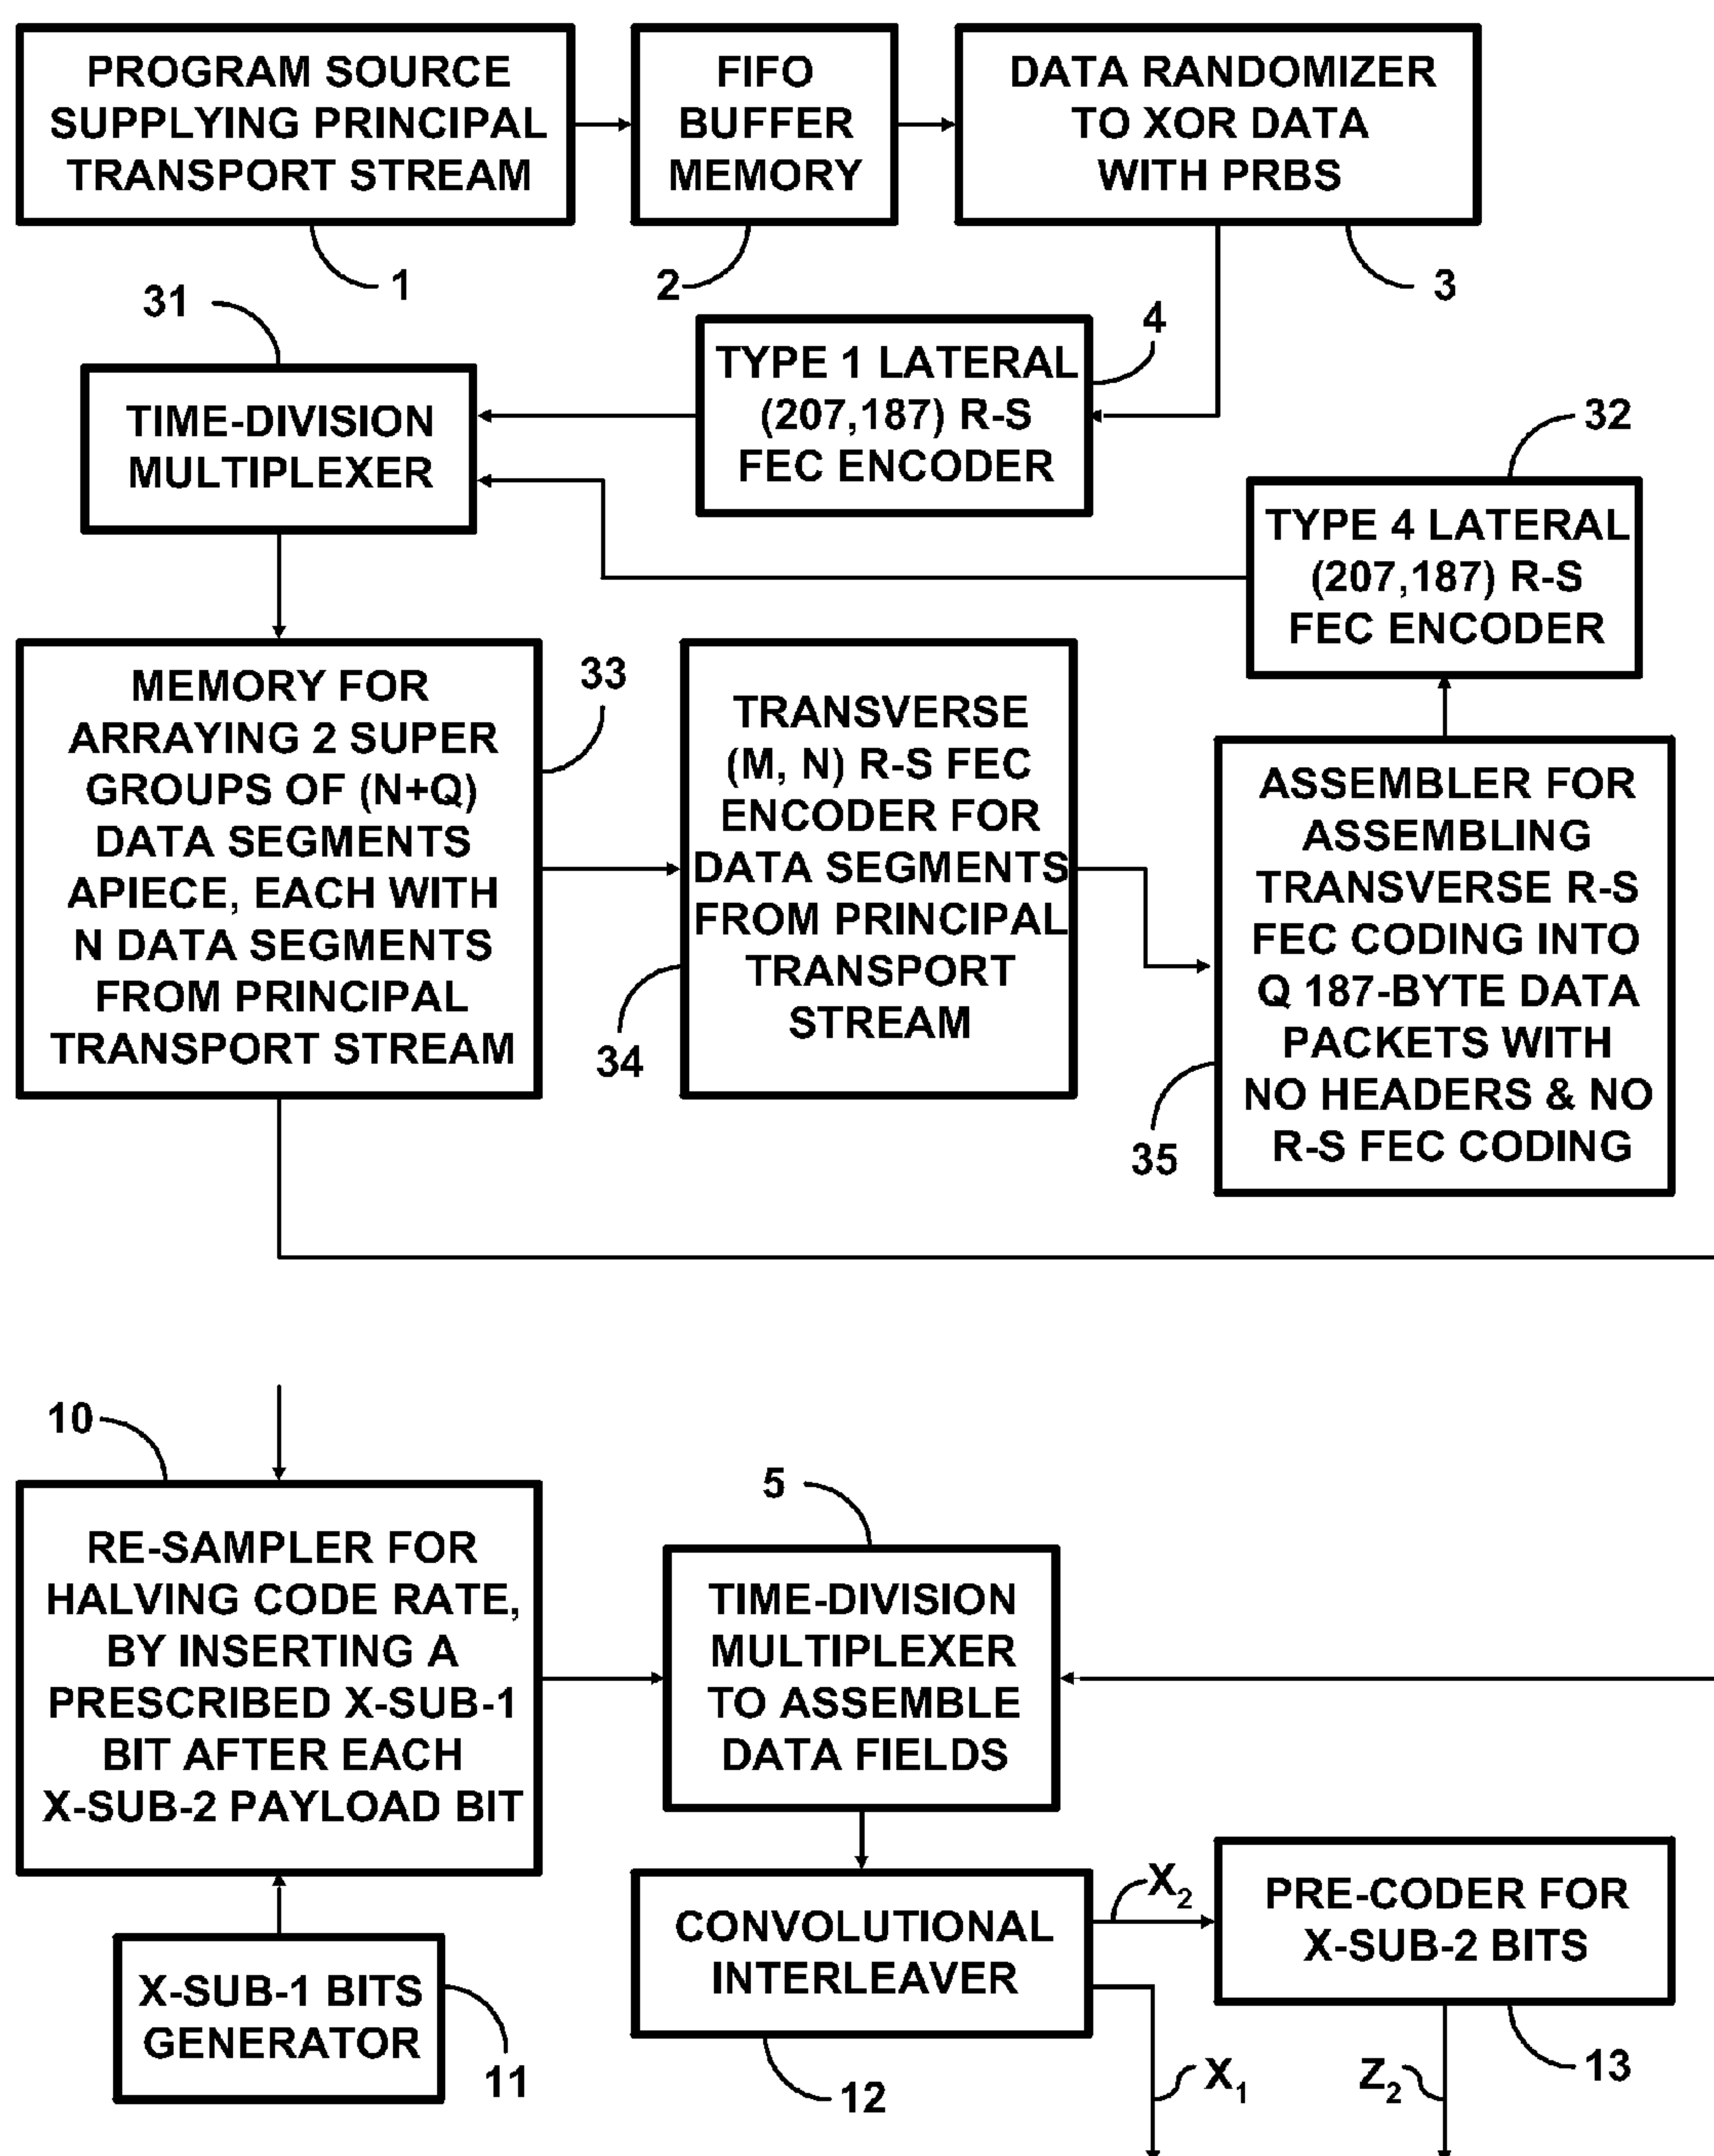 PROGRAM SOURCE
SUPPLYING PRINCIPAL
TRANSPORT STREAM
FIFO
BUFFER
MEMORY
DATA RANDOMIZER
TO XOR DATA
WITH PRBS
1
2
3
31
4
TIME-DIVISION
MULTIPLEXER
TYPE 1 LATERAL
(207,187) R-S
FEC ENCODER
32
TYPE 4 LATERAL
(207,187) R-S
FEC ENCODER
MEMORY FOR
ARRAYING 2 SUPER
GROUPS OF (N+Q)
DATA SEGMENTS
APIECE, EACH WITH
N DATA SEGMENTS
FROM PRINCIPAL
TRANSPORT STREAM
33
TRANSVERSE
(M, N) R-S FEC
ENCODER FOR
DATA SEGMENTS
FROM PRINCIPAL
TRANSPORT
STREAM
34
ASSEMBLER FOR
ASSEMBLING
TRANSVERSE R-S
FEC CODING INTO
Q 187-BYTE DATA
PACKETS WITH
NO HEADERS & NO
R-S FEC CODING
35
10
RE-SAMPLER FOR
HALVING CODE RATE,
BY INSERTING A
PRESCRIBED X-SUB-1
BIT AFTER EACH
X-SUB-2 PAYLOAD BIT
5
TIME-DIVISION
MULTIPLEXER
TO ASSEMBLE
DATA FIELDS
X-SUB-1 BITS
GENERATOR
11
CONVOLUTIONAL
INTERLEAVER
12
X₂
PRE-CODER FOR
X-SUB-2 BITS
13
X₁
Z₂